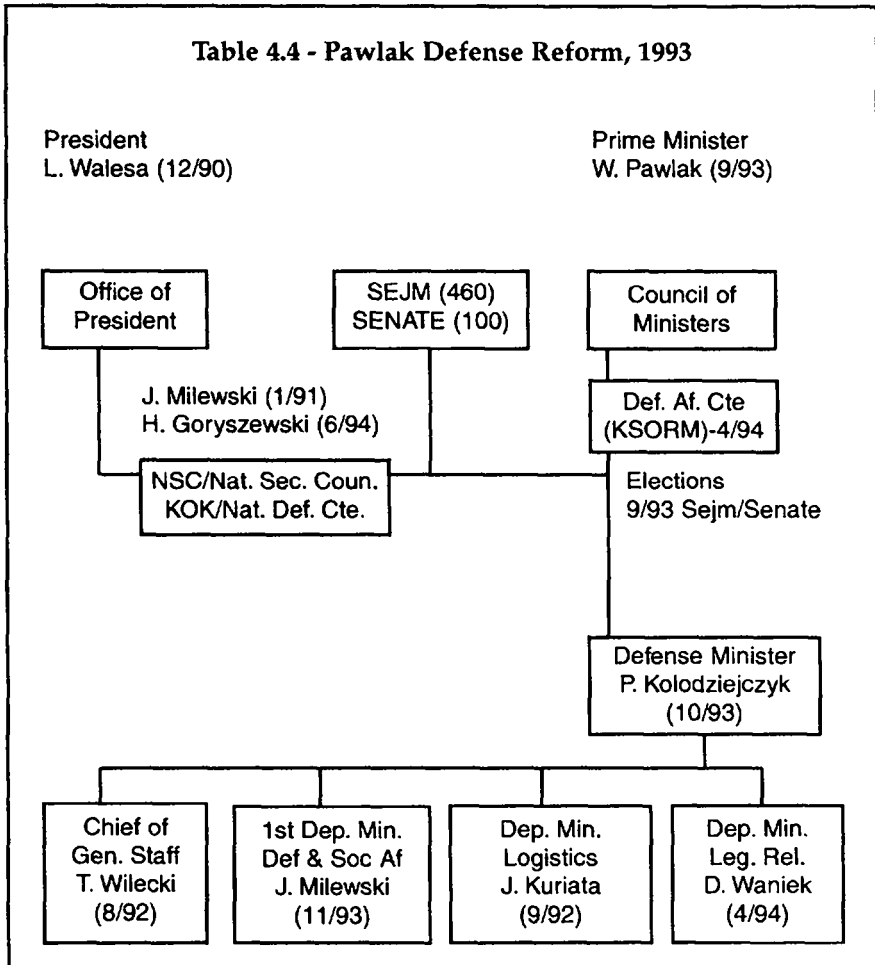 Table 4.4 - Pawlak Defense Reform, 1993
President
L. Walesa (12/90)
Prime Minister
W. Pawlak (9/93)
Office of
President
SEJM (460)
SENATE (100)
Council of
Ministers
J. Milewski (1/91)
H. Goryszewski (6/94)
Def. Af. Cte
(KSORM)-4/94
NSC/Nat. Sec. Coun.
KOK/Nat. Def. Cte.
Elections
9/93 Sejm/Senate
Defense Minister
P. Kolodziejczyk
(10/93)
Chief of
Gen. Staff
T. Wilecki
(8/92)
1st Dep. Min.
Def & Soc Af
J. Milewski
(11/93)
Dep. Min.
Logistics
J. Kuriata
(9/92)
Dep. Min.
Leg. Rel.
D. Waniek
(4/94)